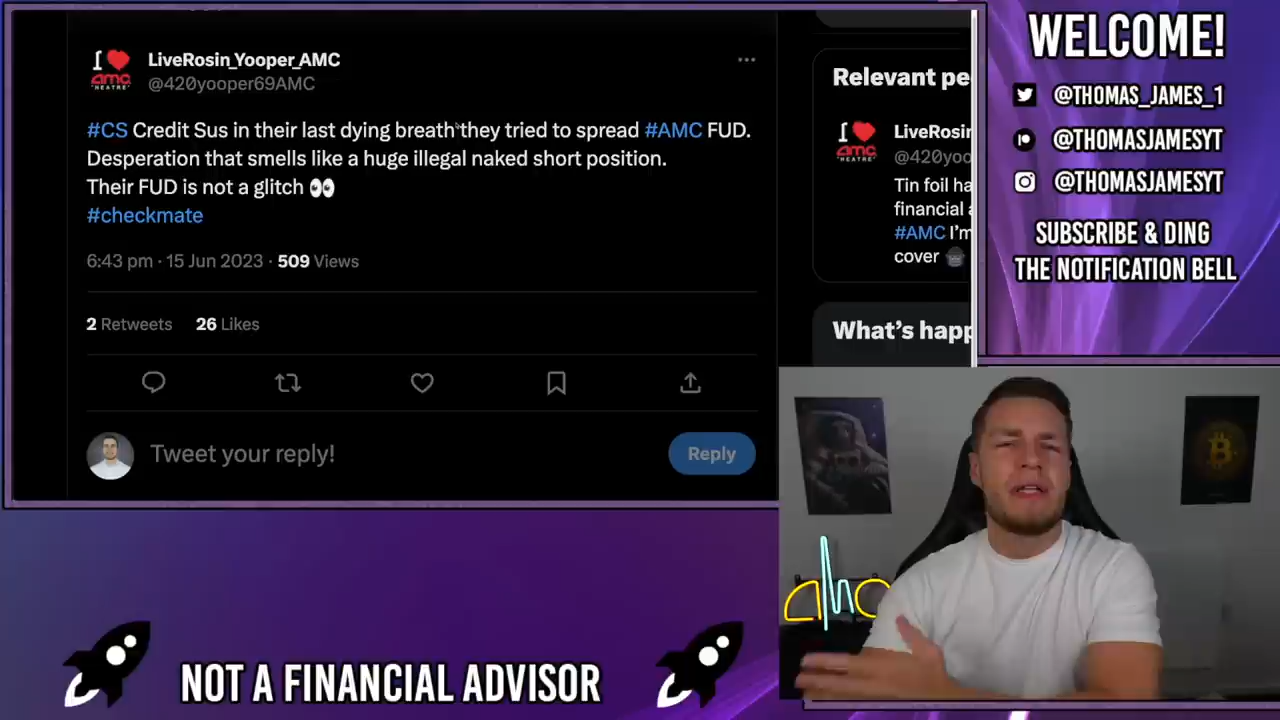 LiveRosin_Yooper_AMC
@420yooper69AMC
#CS Credit Sus in their last dying breath they tried to spread #AMC FUD.
Desperation that smells like a huge illegal naked short position.
Their FUD is not a glitch 👀
#checkmate
6:43 pm · 15 Jun 2023 · 509 Views
2 Retweets 26 Likes
Tweet your reply!
Reply
Relevant pe
LiveRosin
@420yoo
Tin foil ha
financial a
#AMC I'm
cover
What's happ
WELCOME!
@THOMAS_JAMES_1
@THOMASJAMESYT
@THOMASJAMESYT
SUBSCRIBE & DING
THE NOTIFICATION BELL
NOT A FINANCIAL ADVISOR